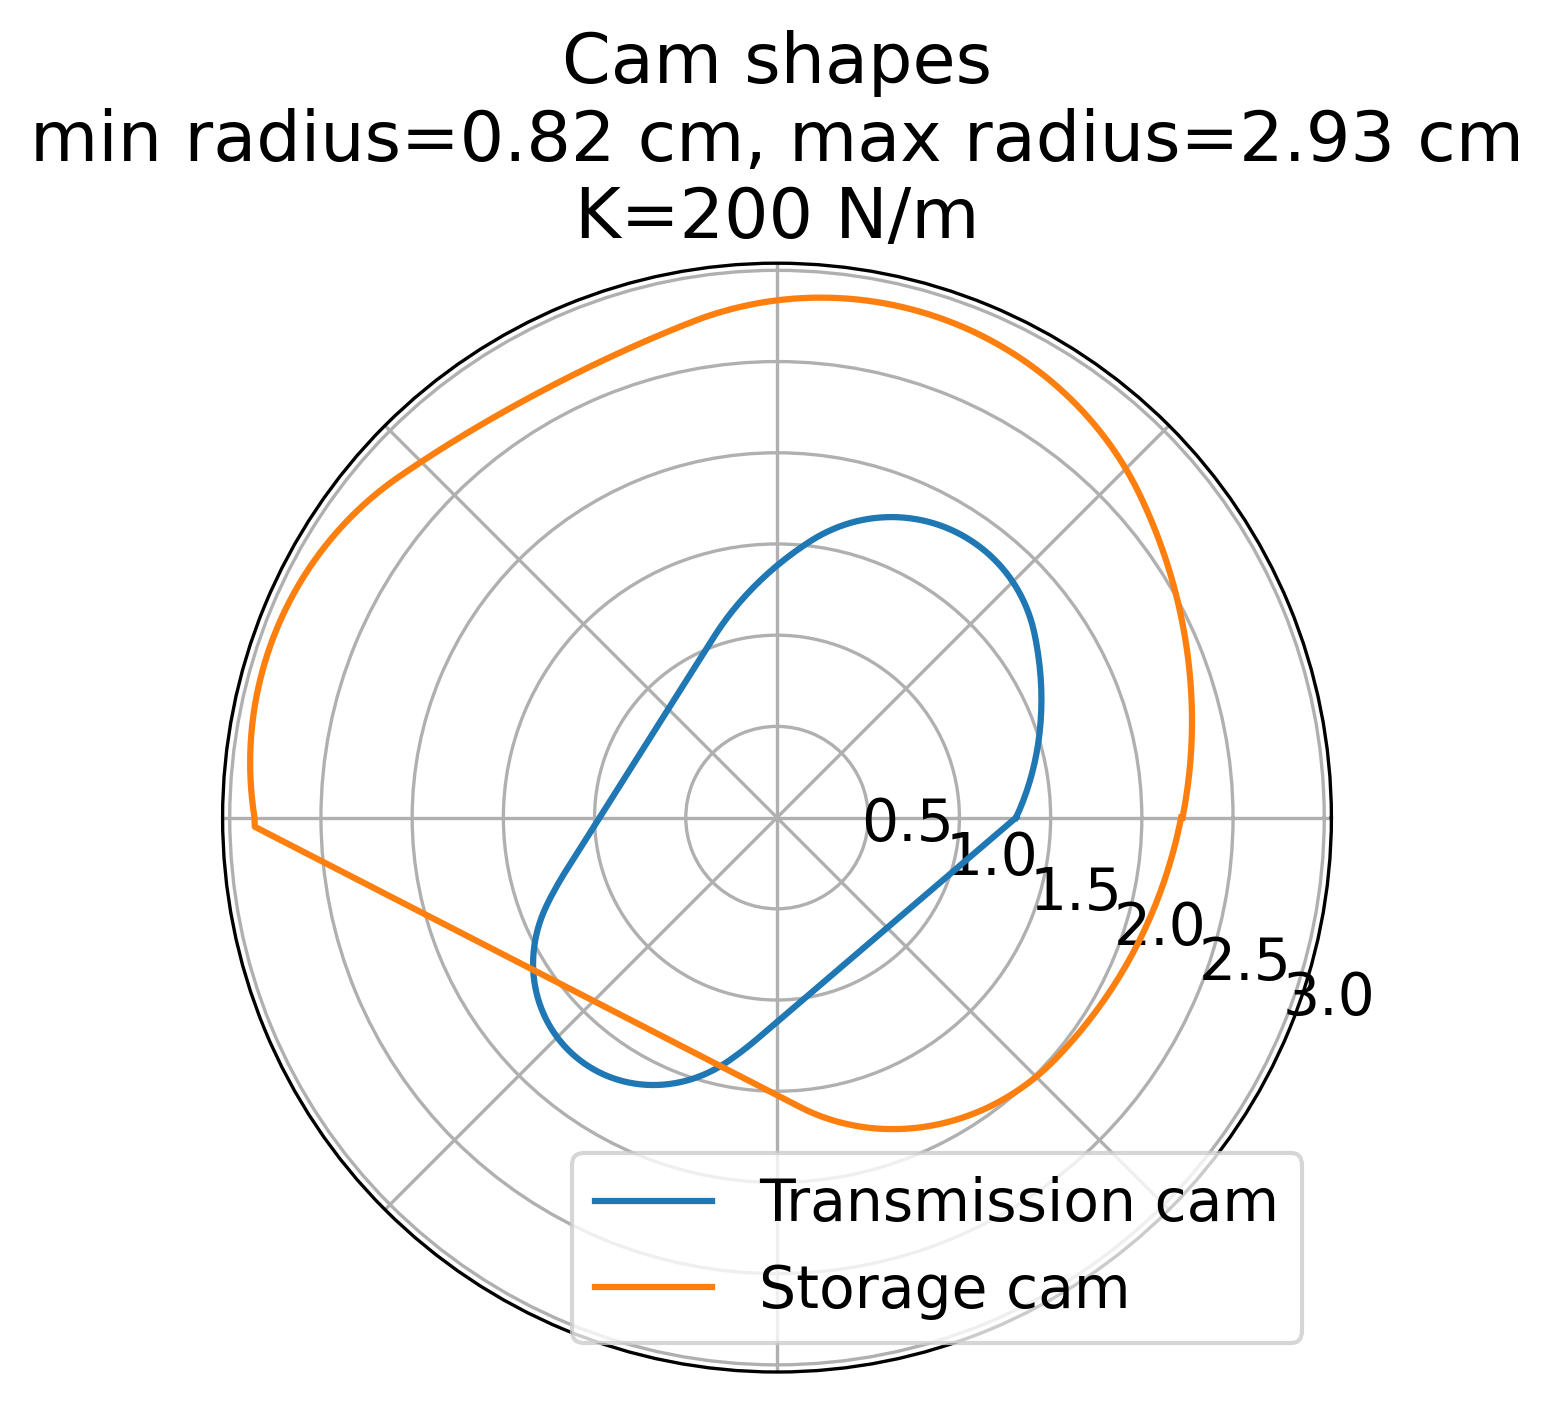 Cam shapes
min radius=0.82 cm, max radius=2.93 cm
K=200 N/m
0.5
1.0
1.5
2.0
2.5
3.0
Transmission cam
Storage cam